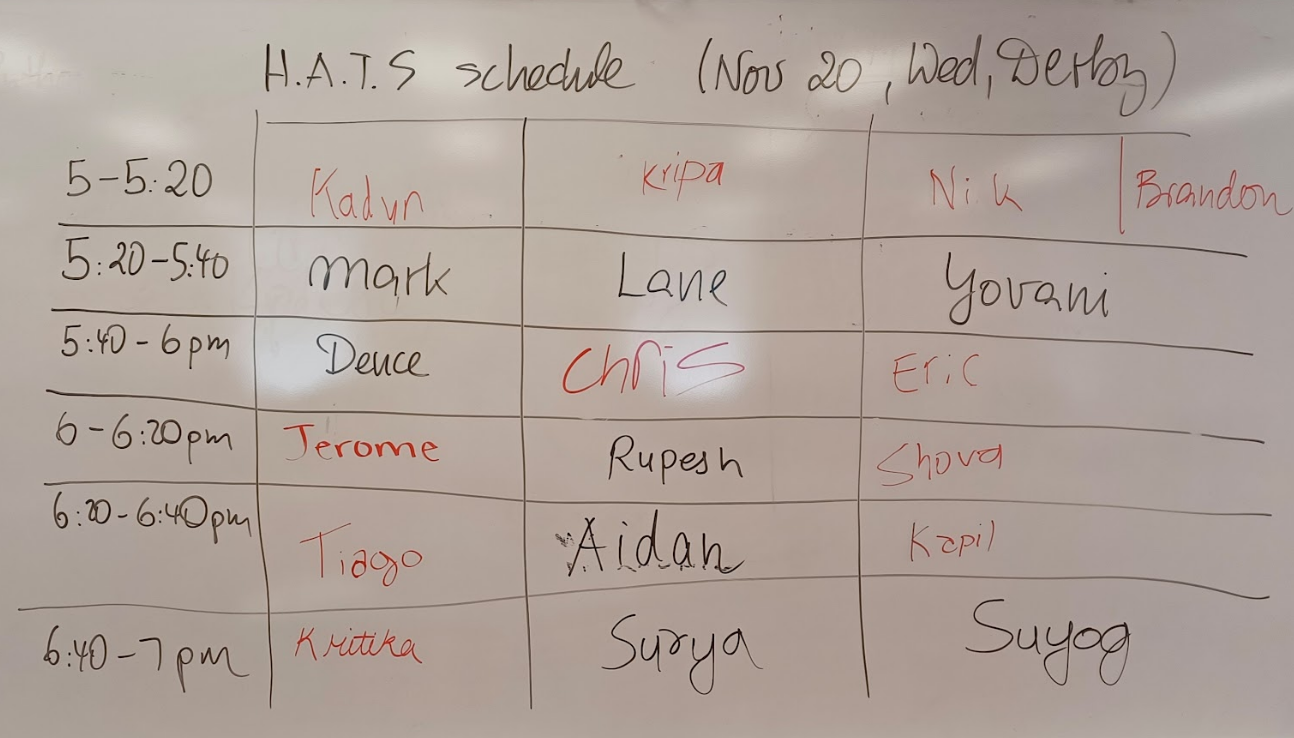 H.A.T.S schedule (Nov 20, Wed, Derby)
5-5:20 Kadyn Kripa Nik Brandon
5:20-5:40 Mark Lane Yovani
5:40-6pm Deuce Chris Eric
6-6:20pm Jerome Rupesh Shova
6:20-6:40pm Tiago Aidan Kapil
6:40-7pm Kritika Surya Suyog